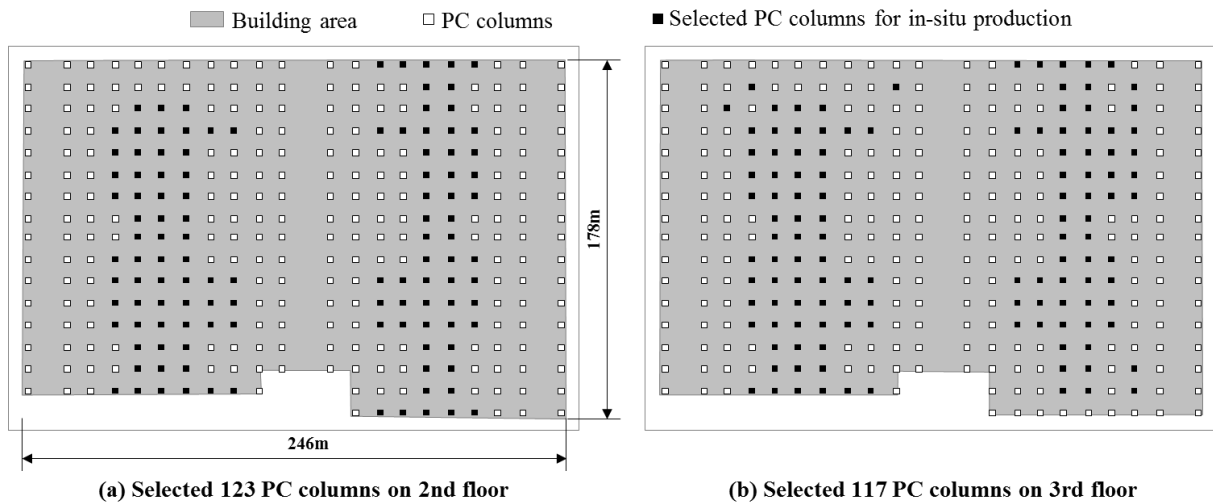 Building area
PC columns
Selected PC columns for in-situ production
178m
246m
(a) Selected 123 PC columns on 2nd floor
(b) Selected 117 PC columns on 3rd floor